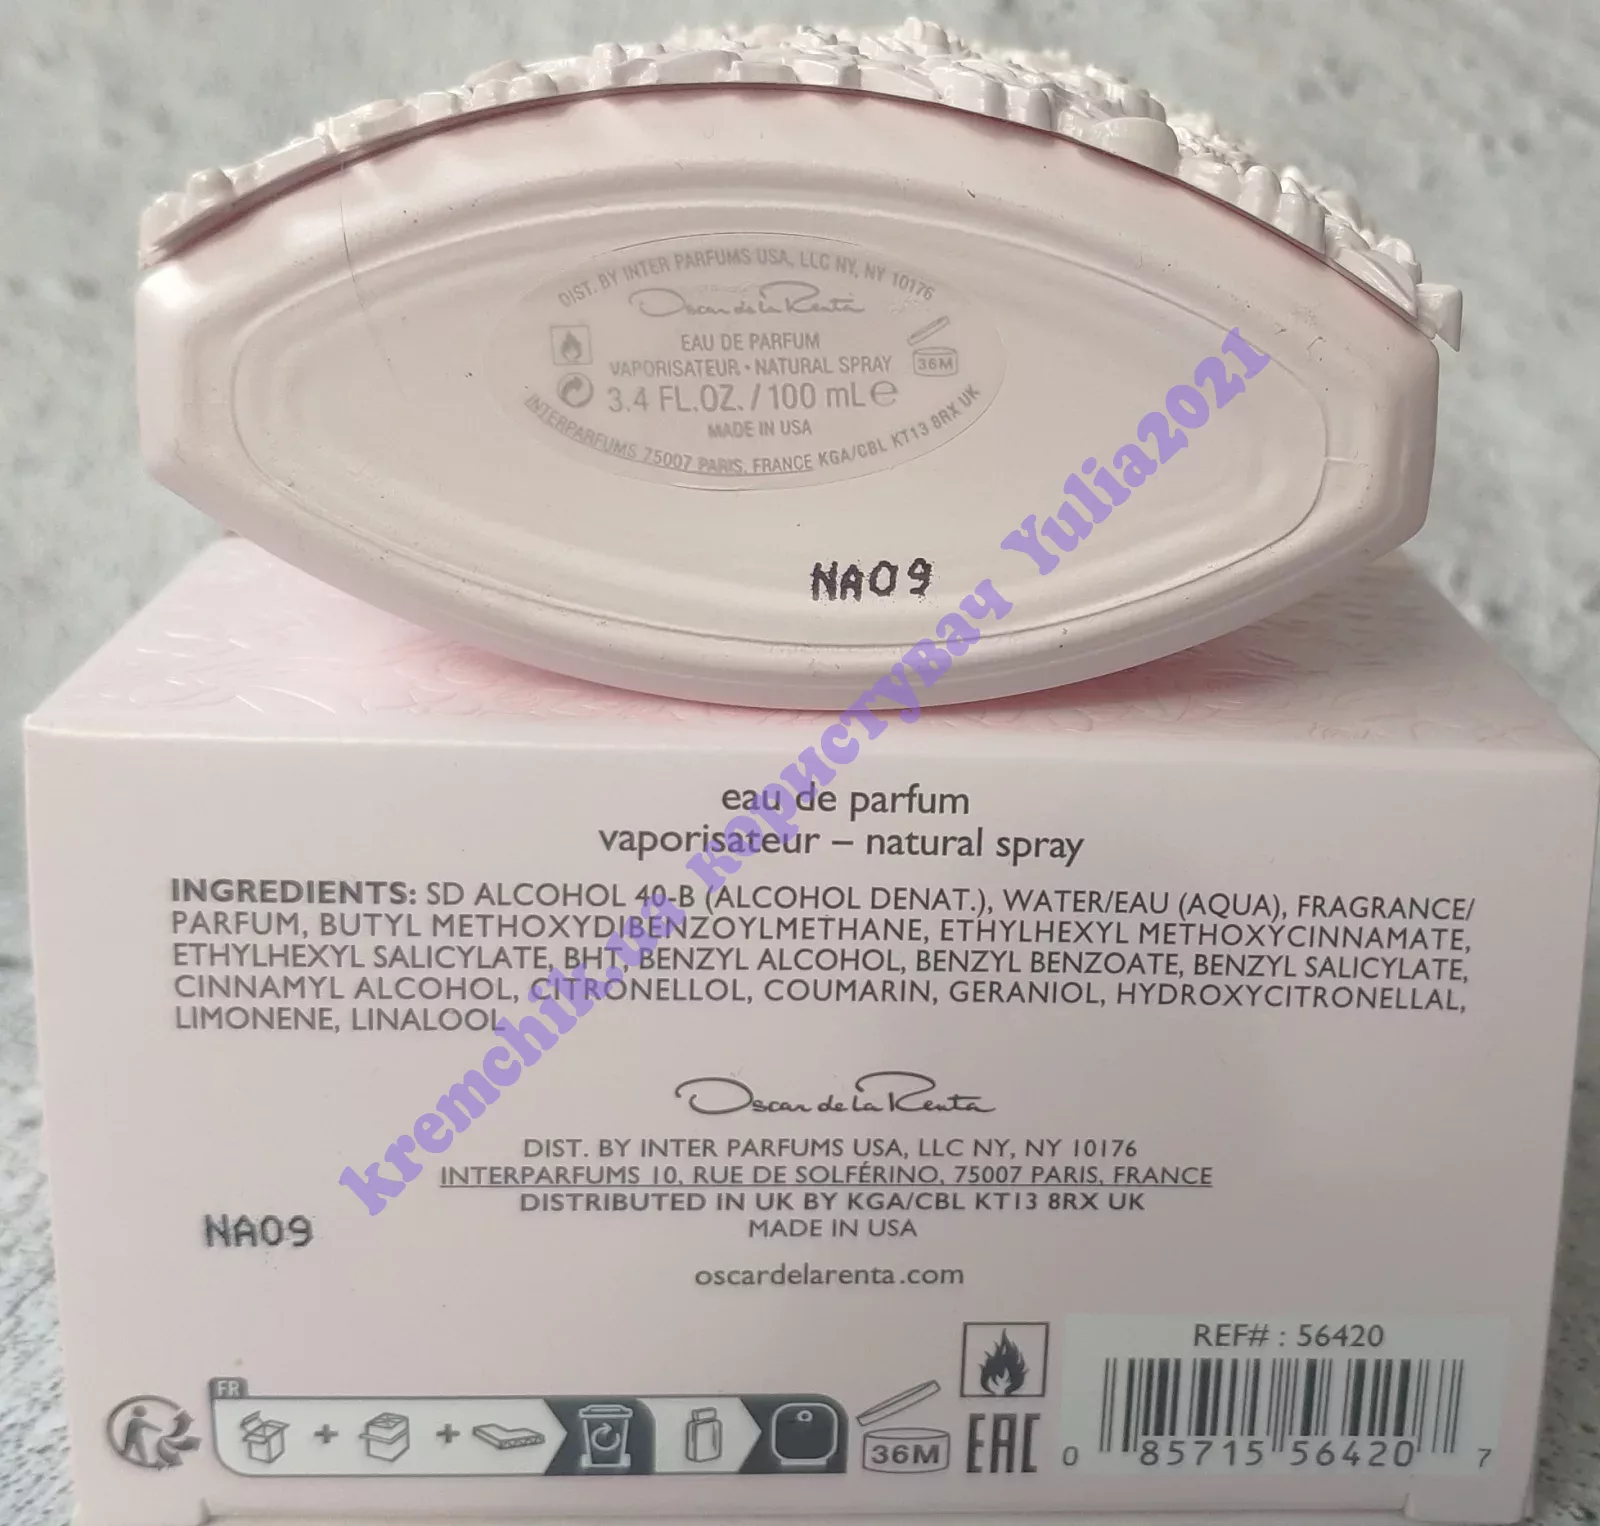 DIST. BY INTER PARFUMS USA, LLC NY, NY 10176
Oscar de la Renta
EAU DE PARFUM
VAPORISATEUR • NATURAL SPRAY
36M
3.4 FL.OZ. / 100 mL ℮
MADE IN USA
INTERPARFUMS 75007 PARIS, FRANCE KGA/CBL KT13 8RX UK
NA09
kremchik.ua користувач Yulia2021
eau de parfum
vaporisateur – natural spray
INGREDIENTS: SD ALCOHOL 40-B (ALCOHOL DENAT.), WATER/EAU (AQUA), FRAGRANCE/
PARFUM, BUTYL METHOXYDIBENZOYLMETHANE, ETHYLHEXYL METHOXYCINNAMATE,
ETHYLHEXYL SALICYLATE, BHT, BENZYL ALCOHOL, BENZYL BENZOATE, BENZYL SALICYLATE,
CINNAMYL ALCOHOL, CITRONELLOL, COUMARIN, GERANIOL, HYDROXYCITRONELLAL,
LIMONENE, LINALOOL
Oscar de la Renta
DIST. BY INTER PARFUMS USA, LLC NY, NY 10176
INTERPARFUMS 10, RUE DE SOLFÉRINO, 75007 PARIS, FRANCE
DISTRIBUTED IN UK BY KGA/CBL KT13 8RX UK
MADE IN USA
NA09
oscardelarenta.com
REF# : 56420
FR
36M
EAC
0 85715 56420 7